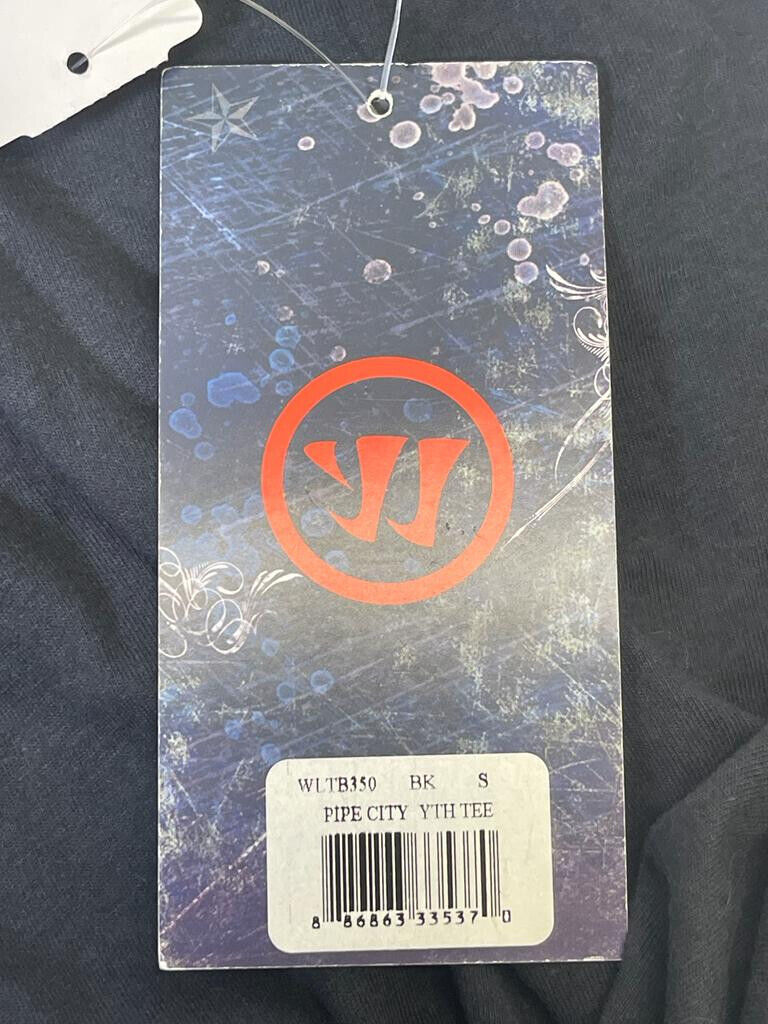 WLTB350 BK S
PIPE CITY YTH TEE
8 86863 33537 0